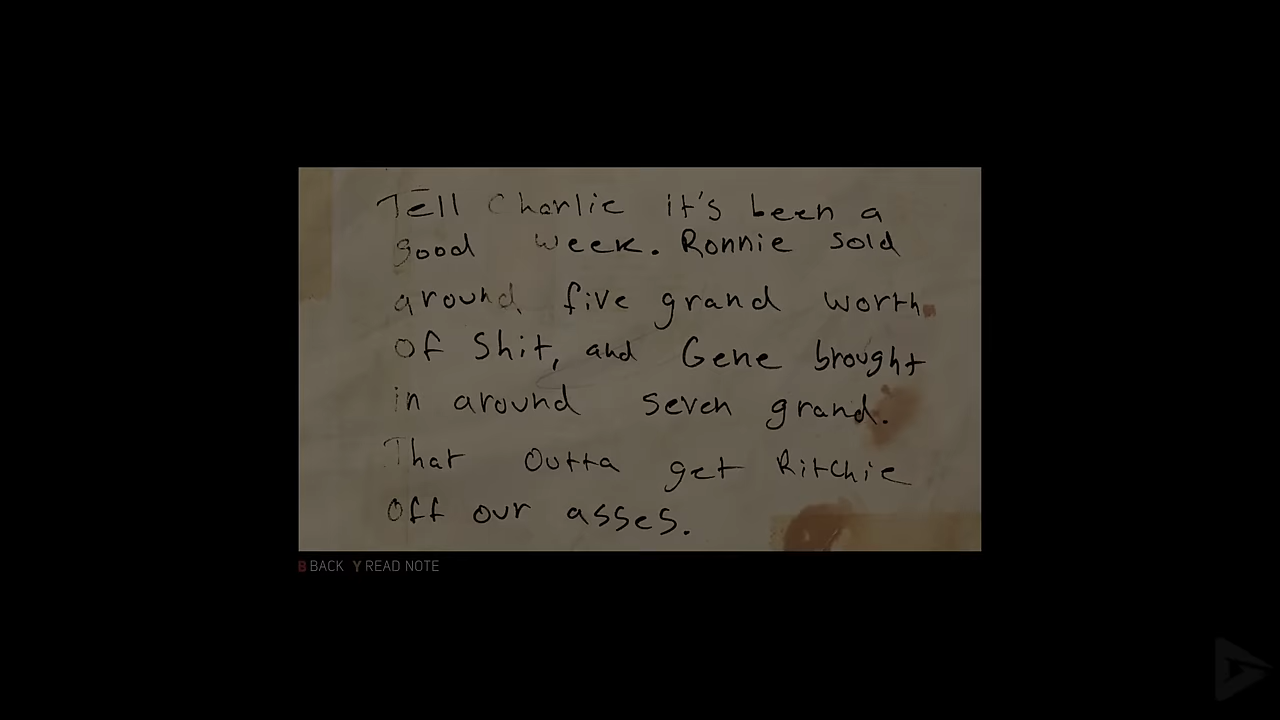 Tell Charlie it's been a
good week. Ronnie sold
around five grand worth
of Shit, and Gene brought
in around seven grand.
That Outta get Ritchie
Off our asses.
B BACK Y READ NOTE